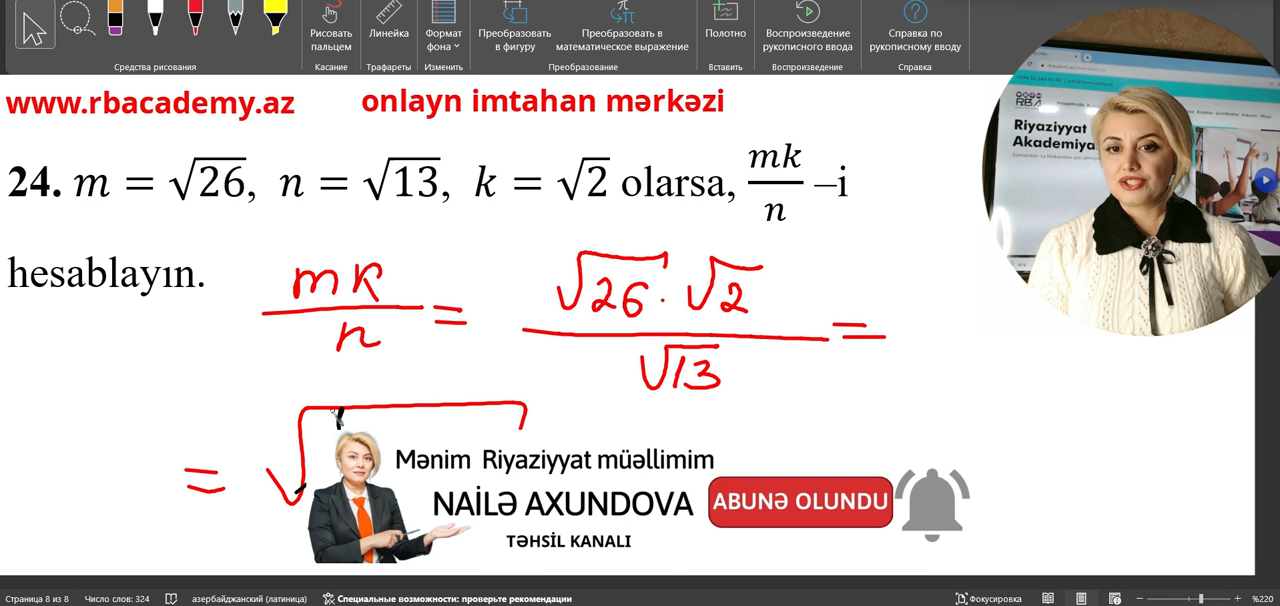 Рисовать пальцем
Линейка
Формат фона
Преобразовать в фигуру
Преобразовать в математическое выражение
Полотно
Воспроизведение рукописного ввода
Справка по рукописному вводу
Средства рисования
Касание
Трафареты
Изменить
Преобразование
Вставить
Воспроизведение
Справка
www.rbacademy.az onlayn imtahan mərkəzi
24. m = √26, n = √13, k = √2 olarsa, mk/n –i
hesablayın.
mk/n = √26 · √2 / √13 =
= √
Mənim Riyaziyyat müəllimim
NAİLƏ AXUNDOVA
TƏHSİL KANALI
ABUNƏ OLUNDU
RBA
Riyaziyyat
Akademiya
Страница 8 из 8 Число слов: 324 азербайджанский (латиница) Специальные возможности: проверьте рекомендации Фокусировка %220